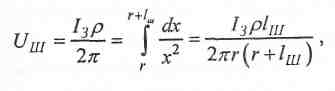 U_Ш = I_З ρ / 2π = ∫_r^{r+l_Ш} dx / x² = I_З ρ l_Ш / 2πr(r + l_Ш) ,